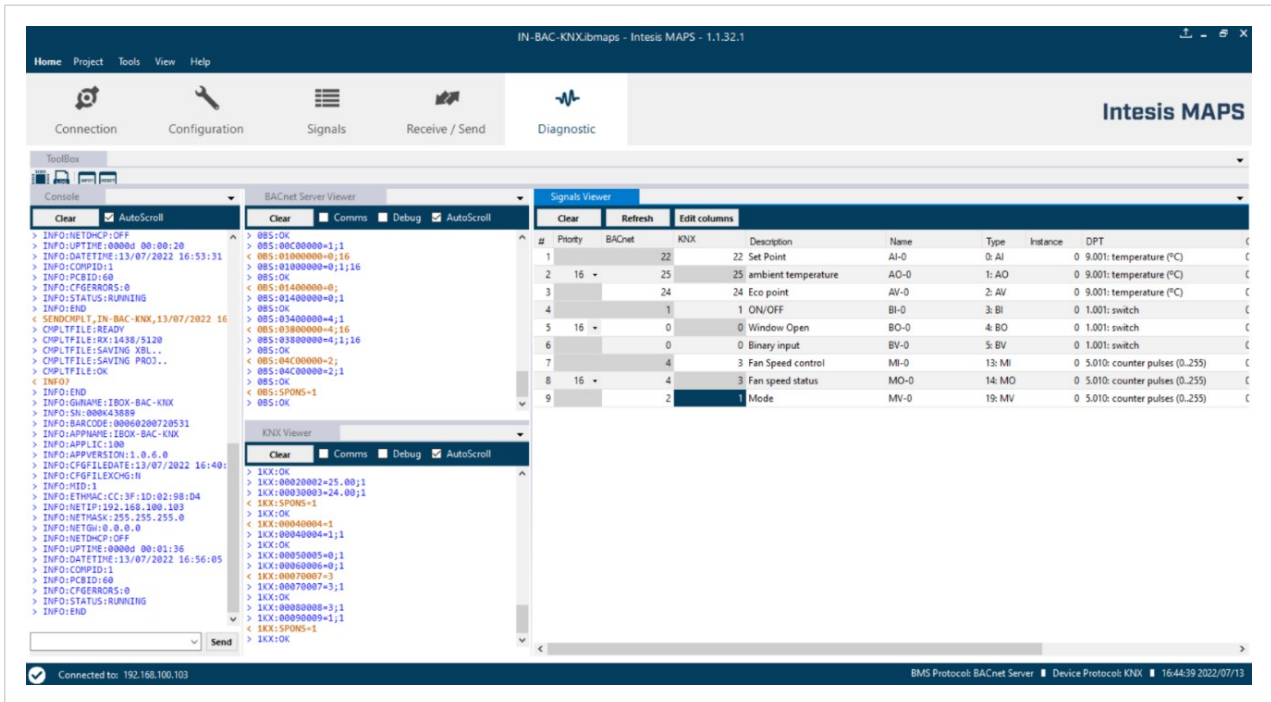 IN-BAC-KNX.ibmaps - Intesis MAPS - 1.1.32.1
Home Project Tools View Help
Connection Configuration Signals Receive / Send Diagnostic
Intesis MAPS
ToolBox
Console
Clear AutoScroll
> INFO:NETDHCP:OFF
> INFO:UPTIME:0000d 00:00:20
> INFO:DATETIME:13/07/2022 16:53:31
> INFO:COMPID:1
> INFO:PCBID:60
> INFO:CFGERRORS:0
> INFO:STATUS:RUNNING
> INFO:END
< SENDCMPLT,IN-BAC-KNX,13/07/2022 16
> CMPLTFILE:READY
> CMPLTFILE:RX:1438/5120
> CMPLTFILE:SAVING XBL..
> CMPLTFILE:SAVING PROJ..
> CMPLTFILE:OK
< INFO?
> INFO:END
> INFO:GWNAME:IBOX-BAC-KNX
> INFO:SN:000K43889
> INFO:BARCODE:00060200720531
> INFO:APPNAME:IBOX-BAC-KNX
> INFO:APPLIC:100
> INFO:APPVERSION:1.0.6.0
> INFO:CFGFILEDATE:13/07/2022 16:40:
> INFO:CFGFILEXCHG:N
> INFO:MID:1
> INFO:ETHMAC:CC:3F:1D:02:98:D4
> INFO:NETIP:192.168.100.103
> INFO:NETMASK:255.255.255.0
> INFO:NETGW:0.0.0.0
> INFO:NETDHCP:OFF
> INFO:UPTIME:0000d 00:01:36
> INFO:DATETIME:13/07/2022 16:56:05
> INFO:COMPID:1
> INFO:PCBID:60
> INFO:CFGERRORS:0
> INFO:STATUS:RUNNING
> INFO:END
Send
BACnet Server Viewer
Clear Comms Debug AutoScroll
> 0BS:OK
> 0BS:00C00000=1;1
< 0BS:01000000=0;16
> 0BS:01000000=0;1;16
> 0BS:OK
< 0BS:01400000=0;
> 0BS:01400000=0;1
> 0BS:OK
> 0BS:03400000=4;1
< 0BS:03800000=4;16
> 0BS:03800000=4;1;16
> 0BS:OK
< 0BS:04C00000=2;
> 0BS:04C00000=2;1
> 0BS:OK
< 0BS:SPONS=1
> 0BS:OK
KNX Viewer
Clear Comms Debug AutoScroll
> 1KX:OK
> 1KX:00020002=25.00;1
> 1KX:00030003=24.00;1
< 1KX:SPONS=1
> 1KX:OK
< 1KX:00040004=1
> 1KX:00040004=1;1
> 1KX:OK
> 1KX:00050005=0;1
> 1KX:00060006=0;1
< 1KX:00070007=3
> 1KX:00070007=3;1
> 1KX:OK
> 1KX:00080008=3;1
> 1KX:00090009=1;1
< 1KX:SPONS=1
> 1KX:OK
Signals Viewer
Clear Refresh Edit columns
# Priority BACnet KNX Description Name Type Instance DPT
1 22 22 Set Point AI-0 0: AI 0 9.001: temperature (ºC)
2 16 25 25 ambient temperature AO-0 1: AO 0 9.001: temperature (ºC)
3 24 24 Eco point AV-0 2: AV 0 9.001: temperature (ºC)
4 1 1 ON/OFF BI-0 3: BI 0 1.001: switch
5 16 0 0 Window Open BO-0 4: BO 0 1.001: switch
6 0 0 Binary input BV-0 5: BV 0 1.001: switch
7 4 3 Fan Speed control MI-0 13: MI 0 5.010: counter pulses (0..255)
8 16 4 3 Fan speed status MO-0 14: MO 0 5.010: counter pulses (0..255)
9 2 1 Mode MV-0 19: MV 0 5.010: counter pulses (0..255)
Connected to: 192.168.100.103
BMS Protocol: BACnet Server Device Protocol: KNX 16:44:39 2022/07/13